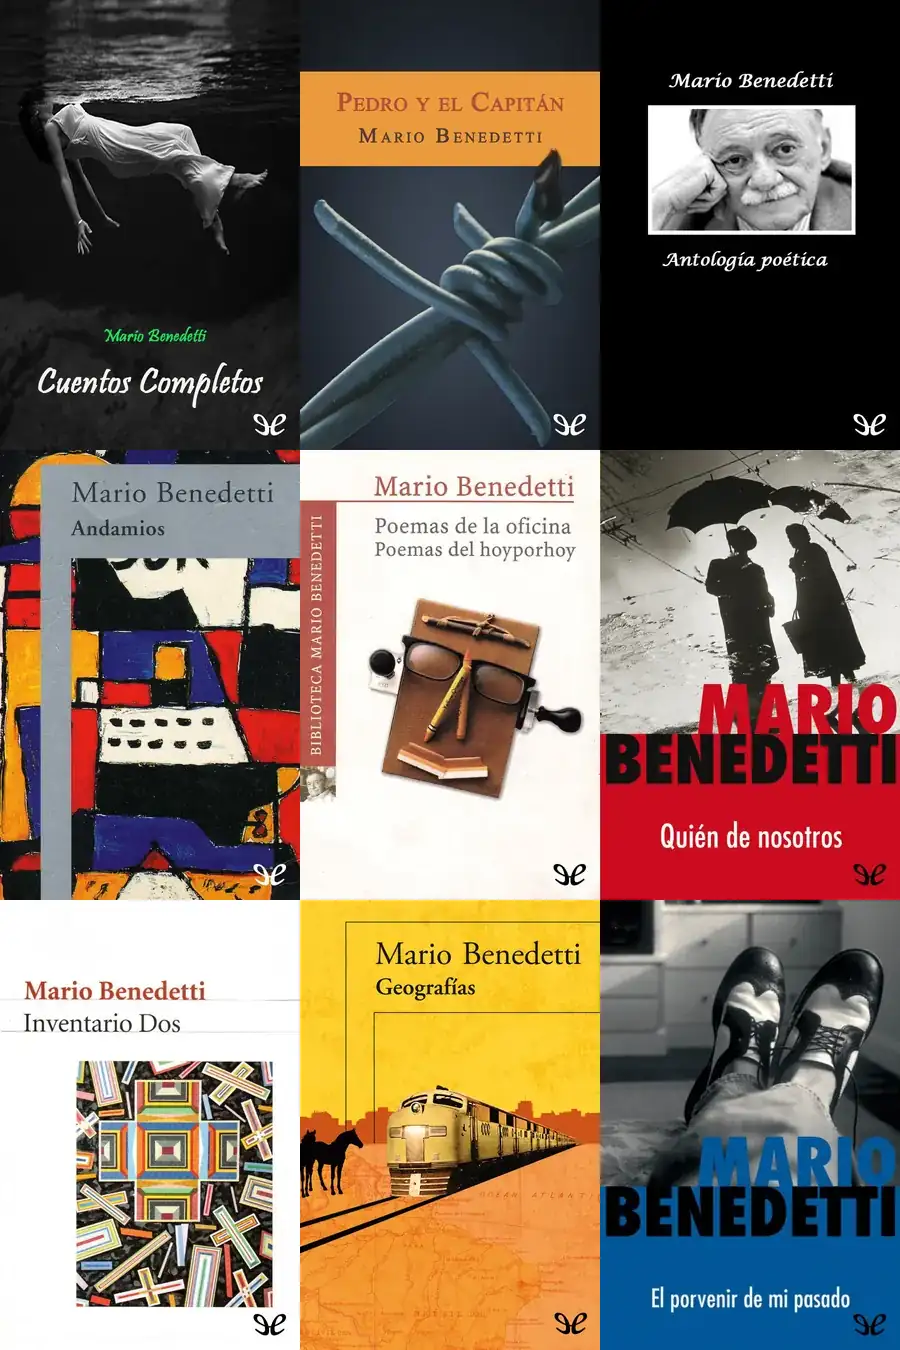 Mario Benedetti
Cuentos Completos
PEDRO Y EL CAPITÁN
MARIO BENEDETTI
Mario Benedetti
Antología poética
Mario Benedetti
Andamios
Mario Benedetti
Poemas de la oficina
Poemas del hoyporhoy
BIBLIOTECA MARIO BENEDETTI
MARIO
BENEDETTI
Quién de nosotros
Mario Benedetti
Inventario Dos
Mario Benedetti
Geografías
MARIO
BENEDETTI
El porvenir de mi pasado